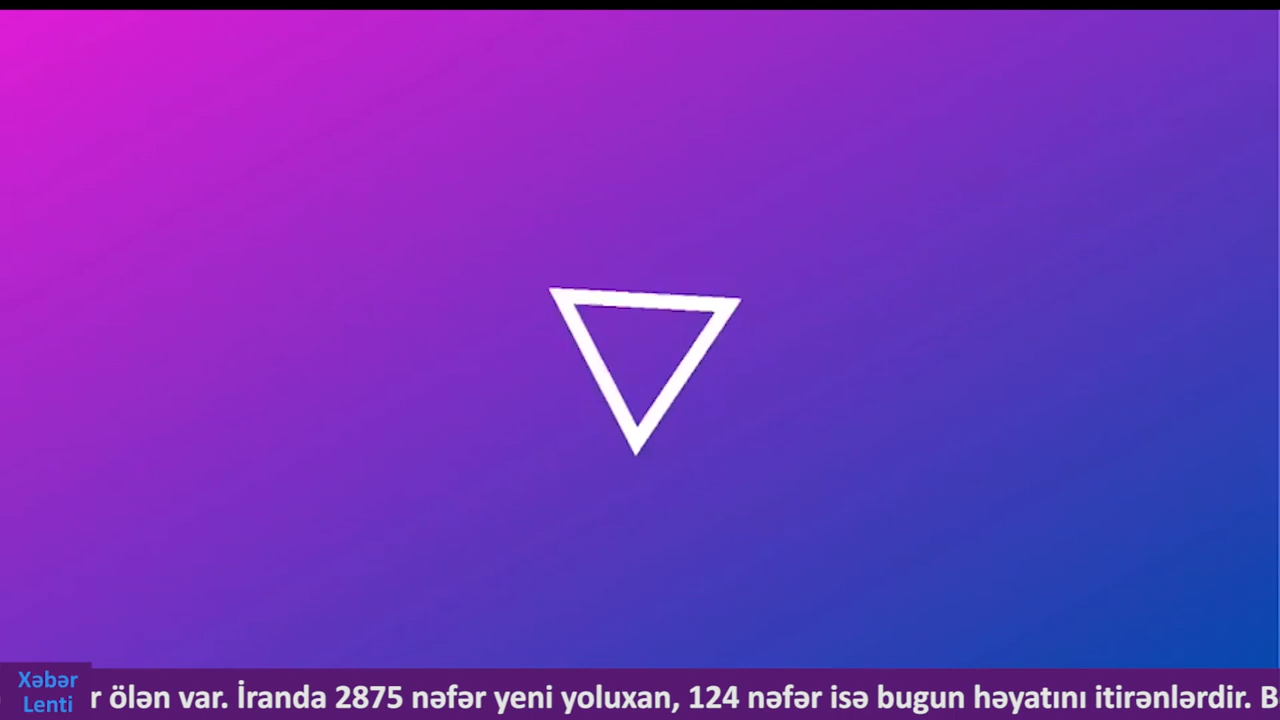 Xəbər
Lenti
r ölən var. İranda 2875 nəfər yeni yoluxan, 124 nəfər isə bugun həyatını itirənlərdir. B